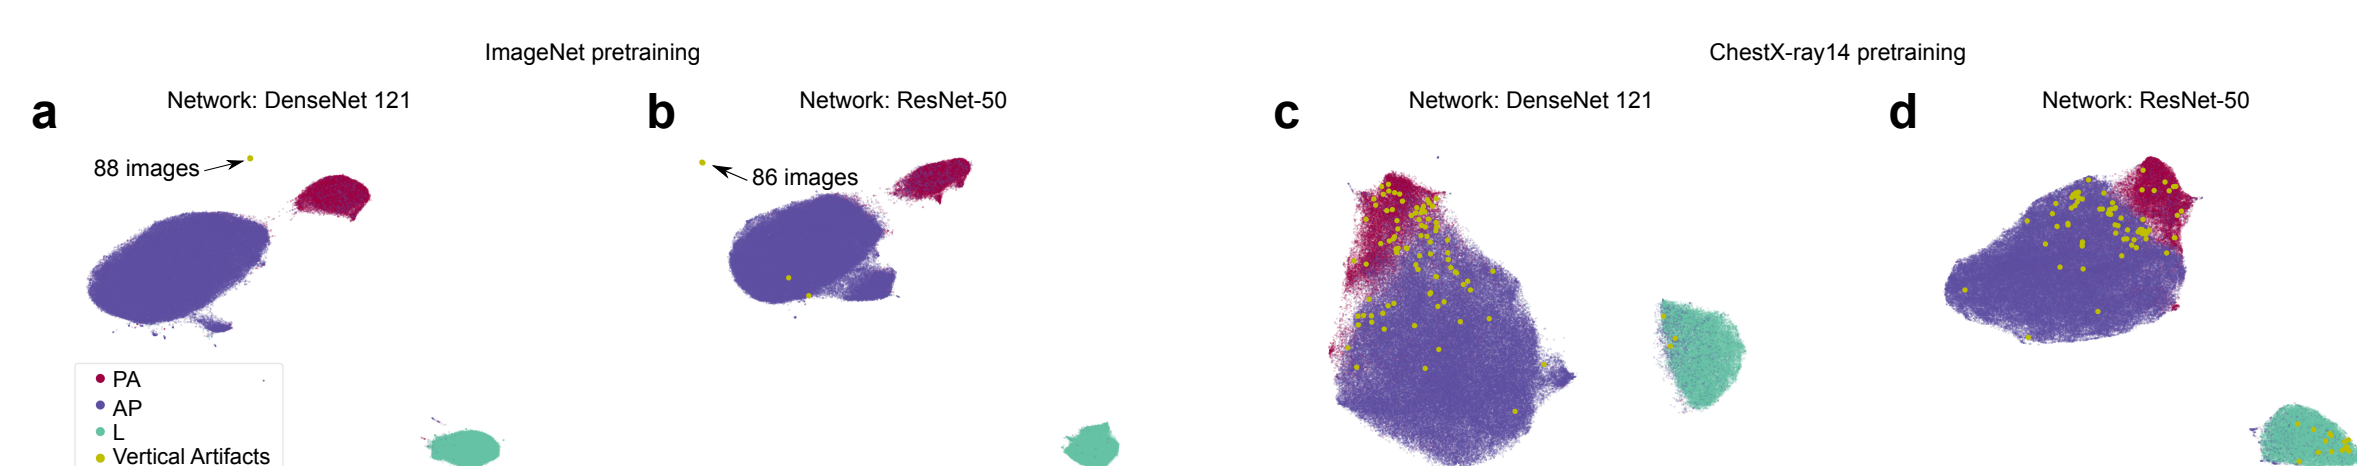 ImageNet pretraining
ChestX-ray14 pretraining
a
Network: DenseNet 121
b
Network: ResNet-50
c
Network: DenseNet 121
d
Network: ResNet-50
88 images
86 images
PA
AP
L
Vertical Artifacts